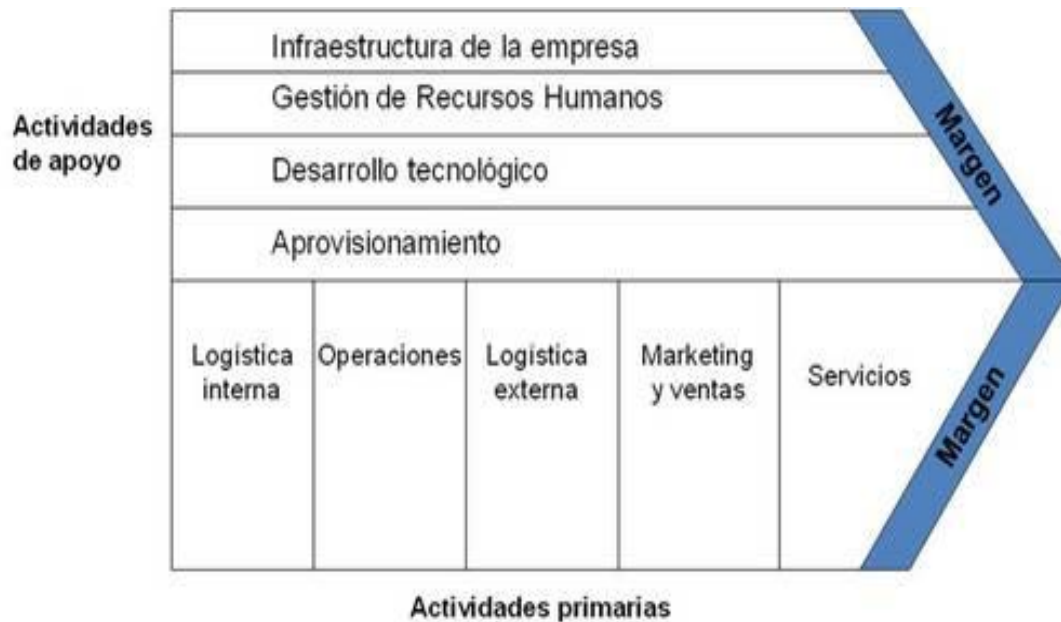 Infraestructura de la empresa
Gestión de Recursos Humanos
Actividades
de apoyo
Desarrollo tecnológico
Aprovisionamiento
Margen
Logística
interna
Operaciones
Logística
externa
Marketing
y ventas
Servicios
Margen
Actividades primarias